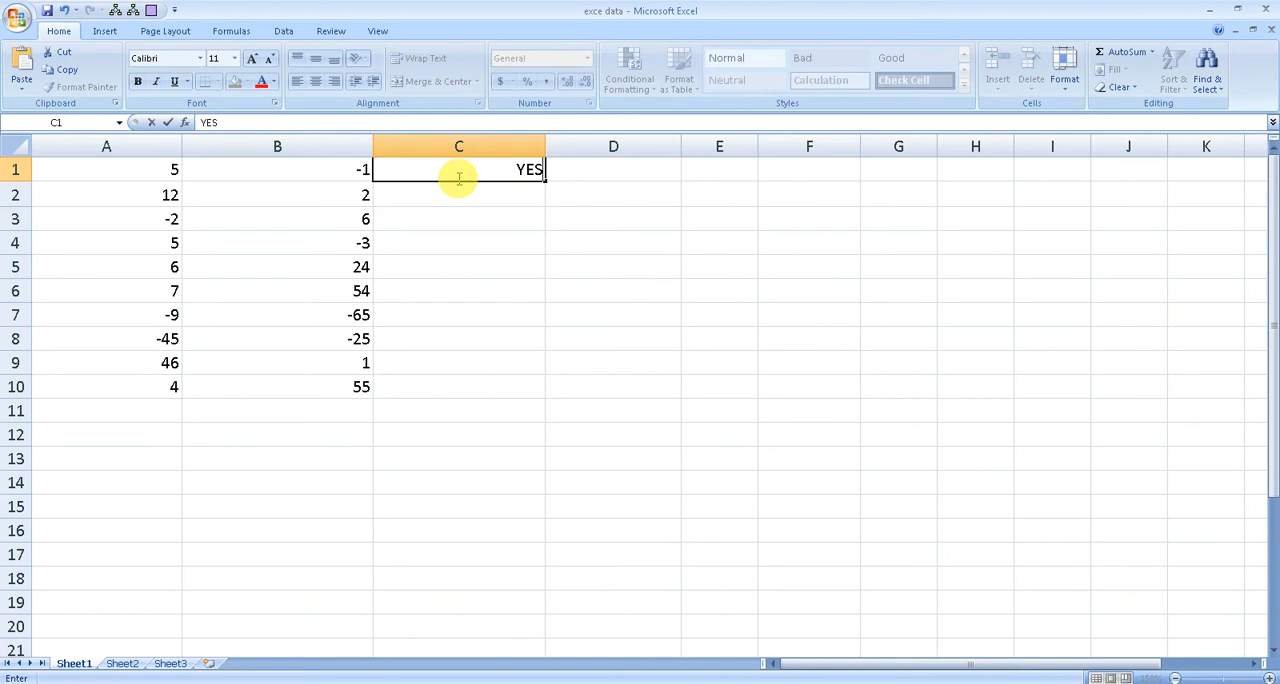 exce data - Microsoft Excel
Home Insert Page Layout Formulas Data Review View
Paste Cut Copy Format Painter
Clipboard
Calibri 11 A A
B I U A
Font
Wrap Text
Merge & Center
Alignment
General
$ % ,
Number
Conditional Formatting Format as Table
Normal Bad Good
Neutral Calculation Check Cell
Styles
Insert Delete Format
Cells
Σ AutoSum
Fill
Clear
Sort & Filter Find & Select
Editing
C1 fx YES
A B C D E F G H I J K
1 5 -1 YES
2 12 2
3 -2 6
4 5 -3
5 6 24
6 7 54
7 -9 -65
8 -45 -25
9 46 1
10 4 55
11
12
13
14
15
16
17
18
19
20
21
Sheet1 Sheet2 Sheet3
Enter 150%